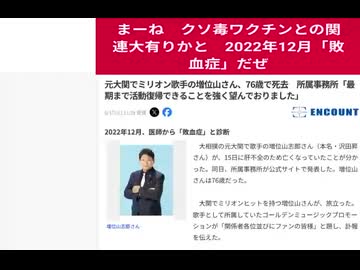 まーね　クソ毒ワクチンとの関
連大有りかと　2022年12月「敗
血症」だぜ
元大関でミリオン歌手の増位山さん、76歳で死去　所属事務所「最
期まで活動復帰できることを強く望んでおりました」
ENCOUNT
2022年12月、医師から「敗血症」と診断
大相撲の元大関で歌手の増位山志郎さん（本名・沢田昇
さん）が、15日に肝不全のため亡くなっていたことが分か
った。同日、所属事務所が公式サイトで発表した。増位山
さんは76歳だった。
大関でミリオンヒットを持つ増位山さんが、旅立った。
歌手として所属していたゴールデンミュージックプロモー
ションが「関係者各位並びにファンの皆様」と題し、訃報
を伝えた。
増位山志郎さん